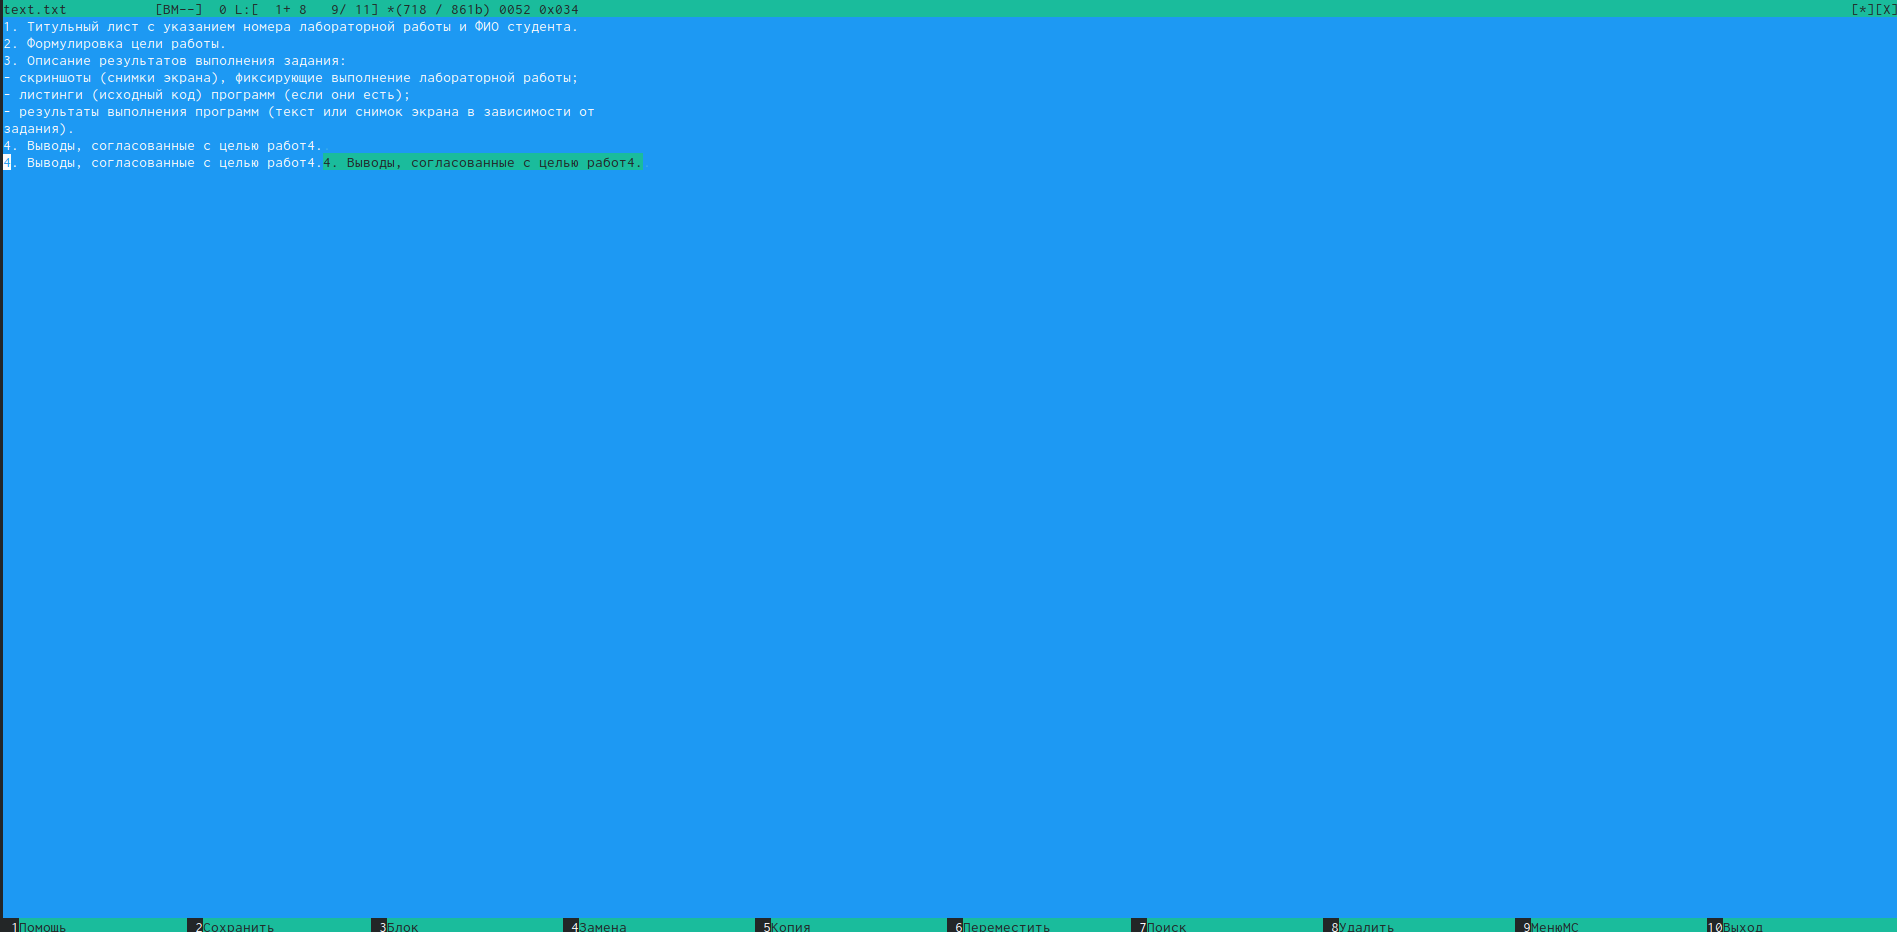 text.txt [BM--] 0 L:[ 1+ 8 9/ 11] *(718 / 861b) 0052 0x034 [*][X]
1. Титульный лист с указанием номера лабораторной работы и ФИО студента.
2. Формулировка цели работы.
3. Описание результатов выполнения задания:
- скриншоты (снимки экрана), фиксирующие выполнение лабораторной работы;
- листинги (исходный код) программ (если они есть);
- результаты выполнения программ (текст или снимок экрана в зависимости от
задания).
4. Выводы, согласованные с целью работ4.
4. Выводы, согласованные с целью работ4.4. Выводы, согласованные с целью работ4.
1Помощь 2Сохранить 3Блок 4Замена 5Копия 6Переместить 7Поиск 8Удалить 9МенюМС 10Выход